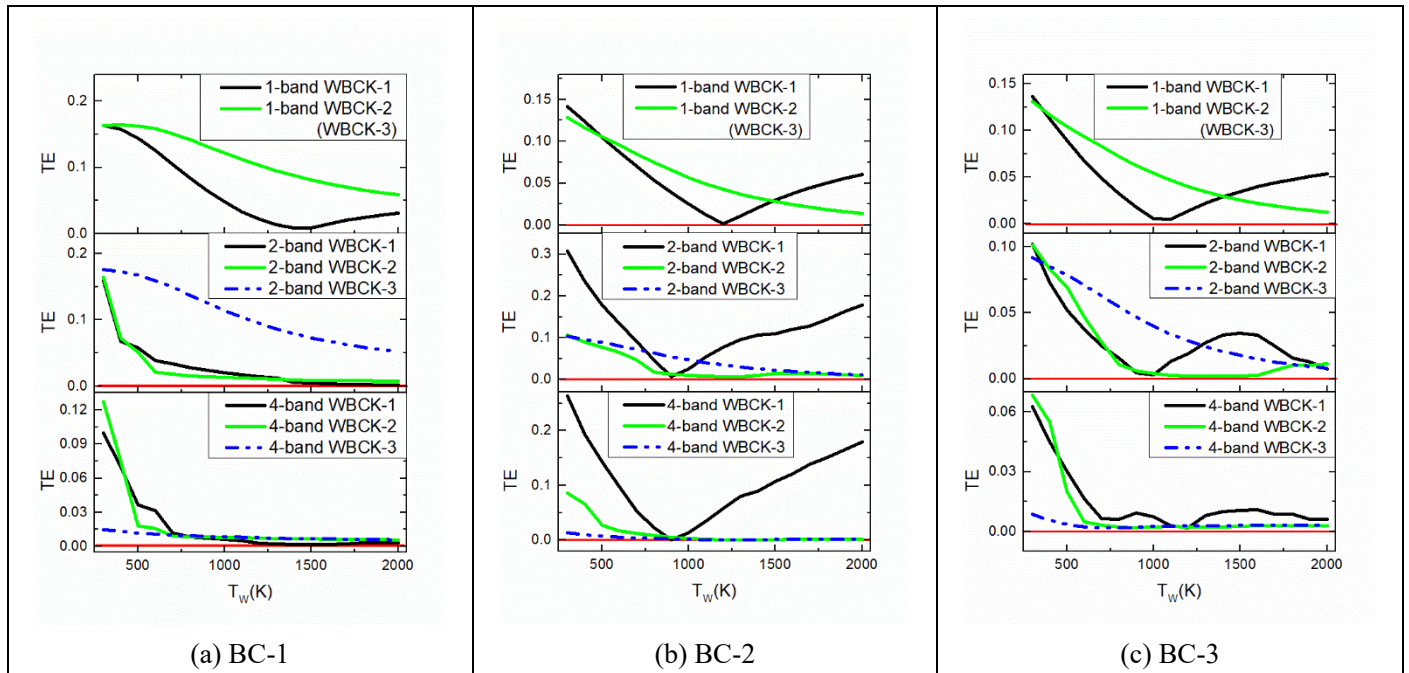 1-band WBCK-1
1-band WBCK-2
(WBCK-3)
0.2
0.1
0.0
TE
2-band WBCK-1
2-band WBCK-2
2-band WBCK-3
0.2
0.1
0.0
TE
4-band WBCK-1
4-band WBCK-2
4-band WBCK-3
0.12
0.09
0.06
0.03
0.00
TE
500 1000 1500 2000
TW(K)
(a) BC-1
1-band WBCK-1
1-band WBCK-2
(WBCK-3)
0.15
0.10
0.05
0.00
TE
2-band WBCK-1
2-band WBCK-2
2-band WBCK-3
0.3
0.2
0.1
0.0
TE
4-band WBCK-1
4-band WBCK-2
4-band WBCK-3
0.2
0.1
0.0
TE
500 1000 1500 2000
TW(K)
(b) BC-2
1-band WBCK-1
1-band WBCK-2
(WBCK-3)
0.15
0.10
0.05
0.00
TE
2-band WBCK-1
2-band WBCK-2
2-band WBCK-3
0.10
0.05
0.00
TE
4-band WBCK-1
4-band WBCK-2
4-band WBCK-3
0.06
0.03
0.00
TE
500 1000 1500 2000
TW(K)
(c) BC-3